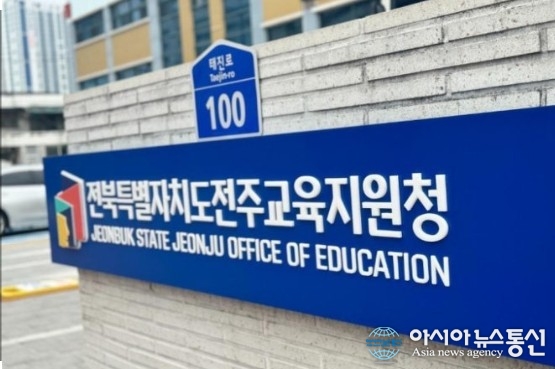 태진로
Taejin-ro
100
전북특별자치도전주교육지원청
JEONBUK STATE JEONJU OFFICE OF EDUCATION
아시아뉴스통신
Asia news agency